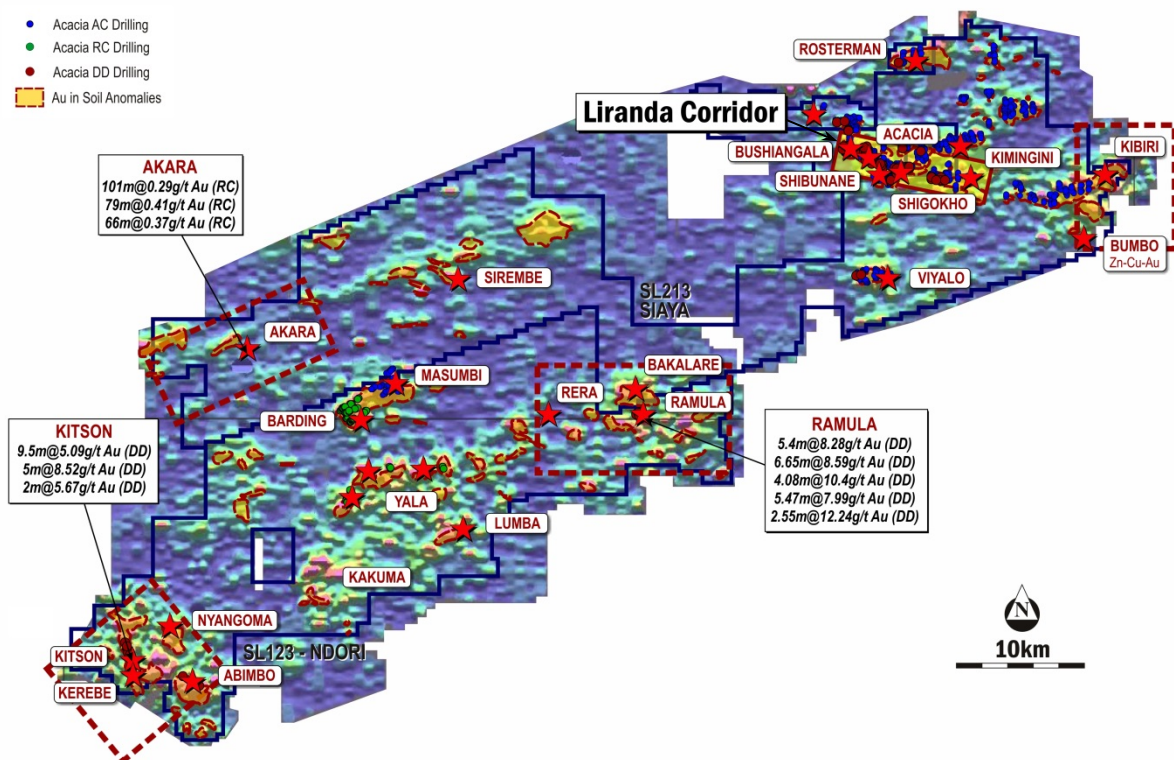 Acacia AC Drilling
Acacia RC Drilling
Acacia DD Drilling
Au in Soil Anomalies
ROSTERMAN
Liranda Corridor
ACACIA
BUSHIANGALA
KIMINGINI
KIBIRI
SHIBUNANE
SHIGOKHO
BUMBO
Zn-Cu-Au
VIYALO
AKARA
101m@0.29g/t Au (RC)
79m@0.41g/t Au (RC)
66m@0.37g/t Au (RC)
SIREMBE
SL213
SIAYA
AKARA
MASUMBI
BAKALARE
RERA
RAMULA
BARDING
KITSON
9.5m@5.09g/t Au (DD)
5m@8.52g/t Au (DD)
2m@5.67g/t Au (DD)
RAMULA
5.4m@8.28g/t Au (DD)
6.65m@8.59g/t Au (DD)
4.08m@10.4g/t Au (DD)
5.47m@7.99g/t Au (DD)
2.55m@12.24g/t Au (DD)
YALA
LUMBA
KAKUMA
NYANGOMA
SL123 - NDORI
KITSON
ABIMBO
KEREBE
N
10km